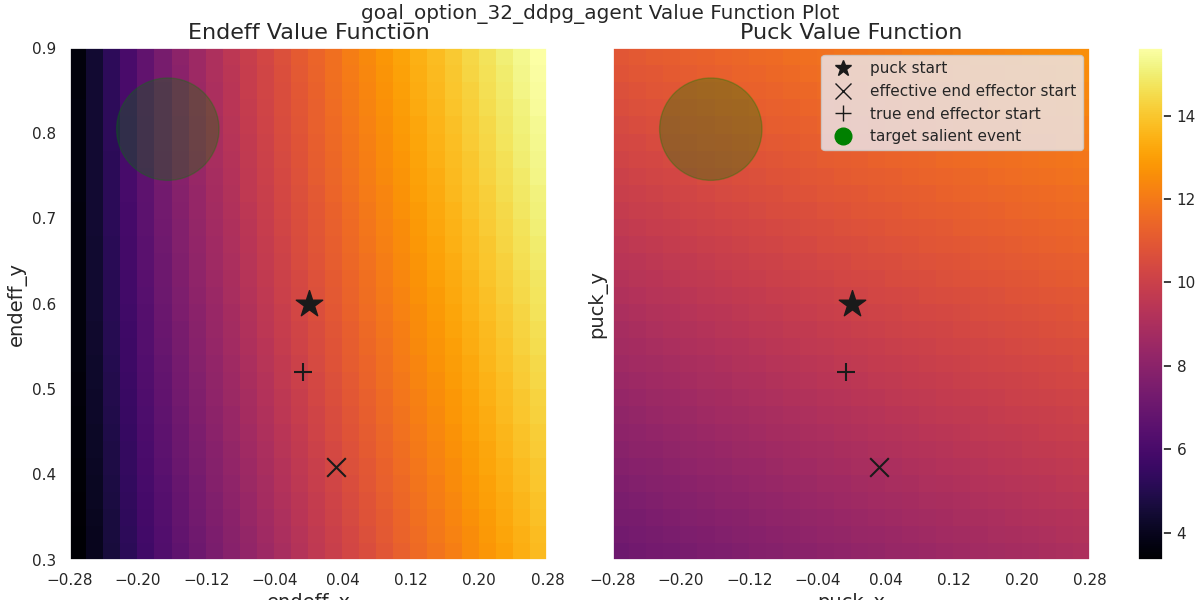 goal_option_32_ddpg_agent Value Function Plot
Endeff Value Function
Puck Value Function
puck start
effective end effector start
true end effector start
target salient event
endeff_y
0.9
0.8
0.7
0.6
0.5
0.4
0.3
−0.28 −0.20 −0.12 −0.04 0.04 0.12 0.20 0.28
endeff_x
puck_y
−0.28 −0.20 −0.12 −0.04 0.04 0.12 0.20 0.28
puck_x
14
12
10
8
6
4